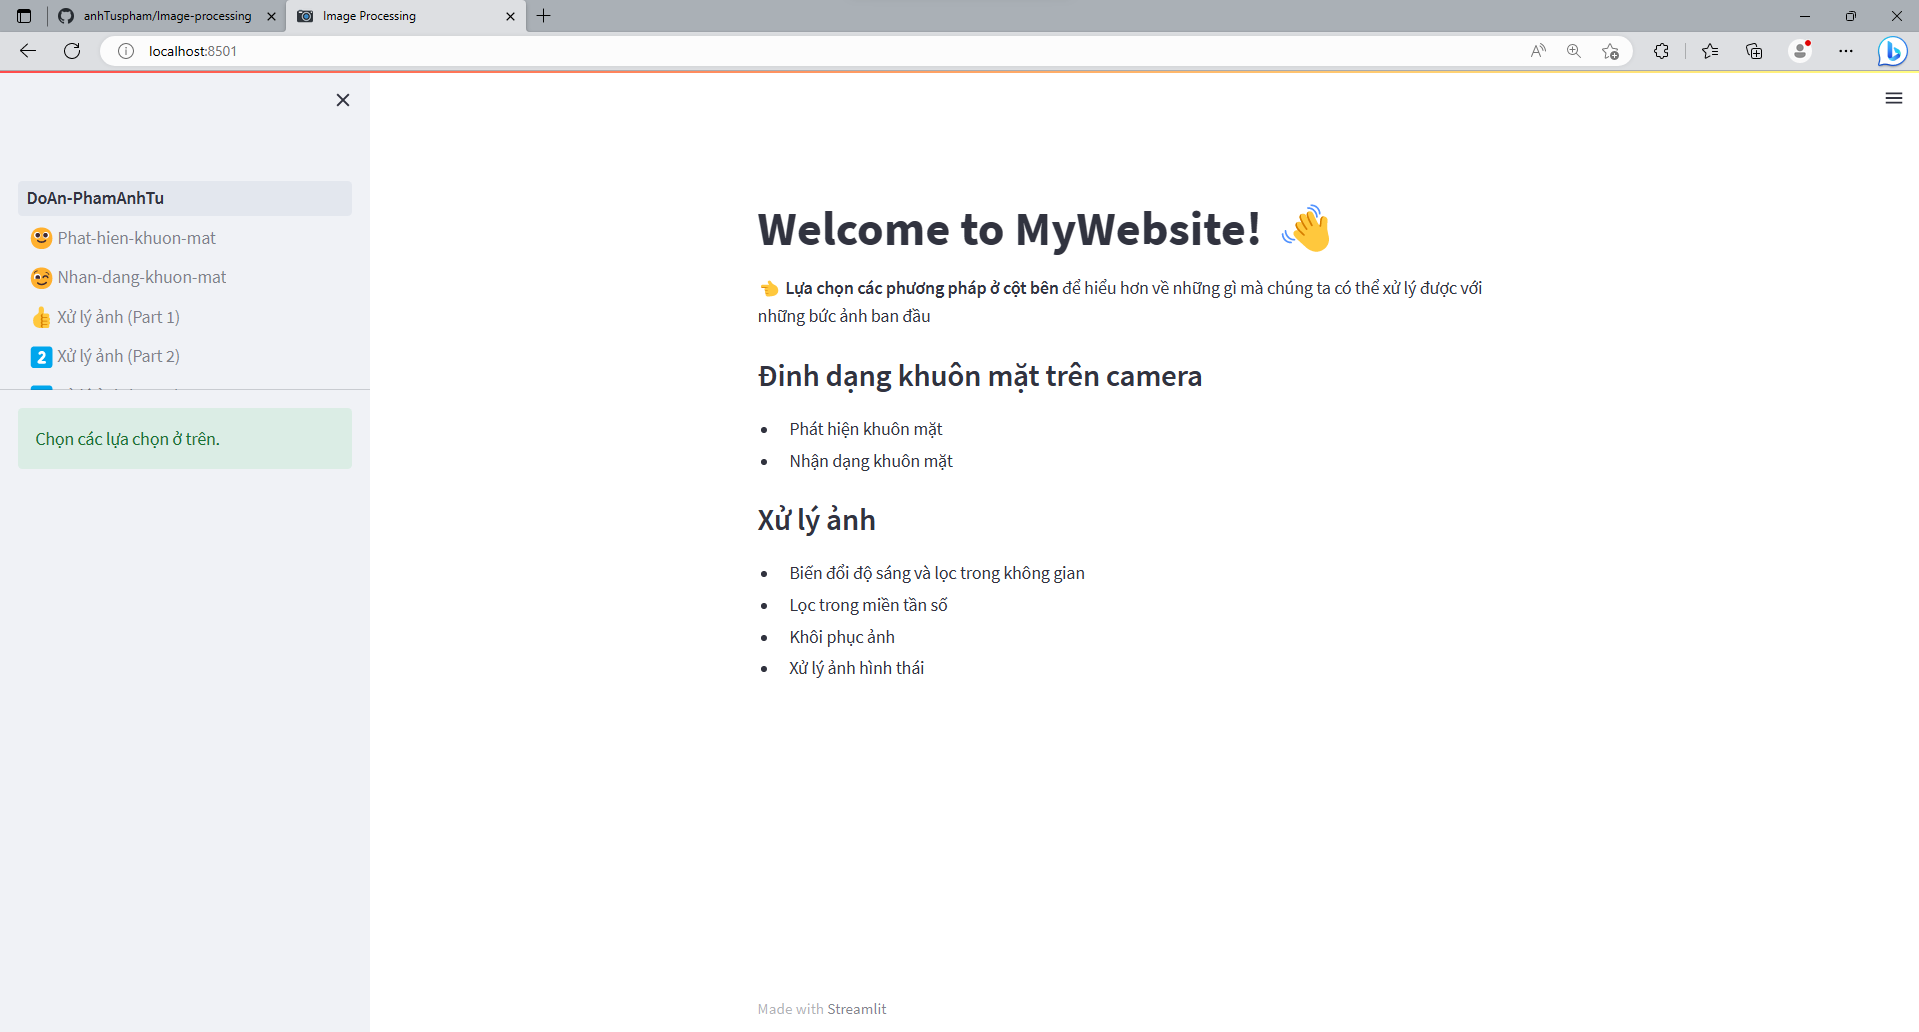 anhTuspham/Image-processing
Image Processing
localhost:8501
DoAn-PhamAnhTu
Phat-hien-khuon-mat
Nhan-dang-khuon-mat
Xử lý ảnh (Part 1)
2 Xử lý ảnh (Part 2)
Chọn các lựa chọn ở trên.
Welcome to MyWebsite! 👋
👈 Lựa chọn các phương pháp ở cột bên để hiểu hơn về những gì mà chúng ta có thể xử lý được với
những bức ảnh ban đầu
Đinh dạng khuôn mặt trên camera
• Phát hiện khuôn mặt
• Nhận dạng khuôn mặt
Xử lý ảnh
• Biến đổi độ sáng và lọc trong không gian
• Lọc trong miền tần số
• Khôi phục ảnh
• Xử lý ảnh hình thái
Made with Streamlit